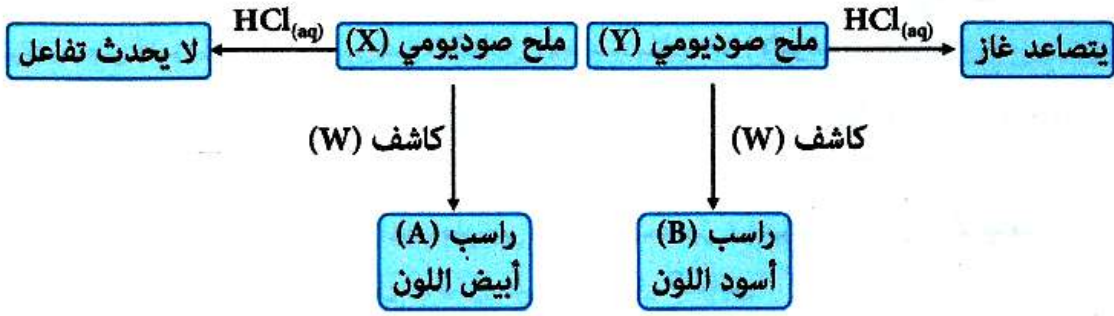 يتصاعد غاز
HCl(aq)
ملح صوديومي (Y)
ملح صوديومي (X)
HCl(aq)
لا يحدث تفاعل
كاشف (W)
كاشف (W)
راسب (B)
أسود اللون
راسب (A)
أبيض اللون